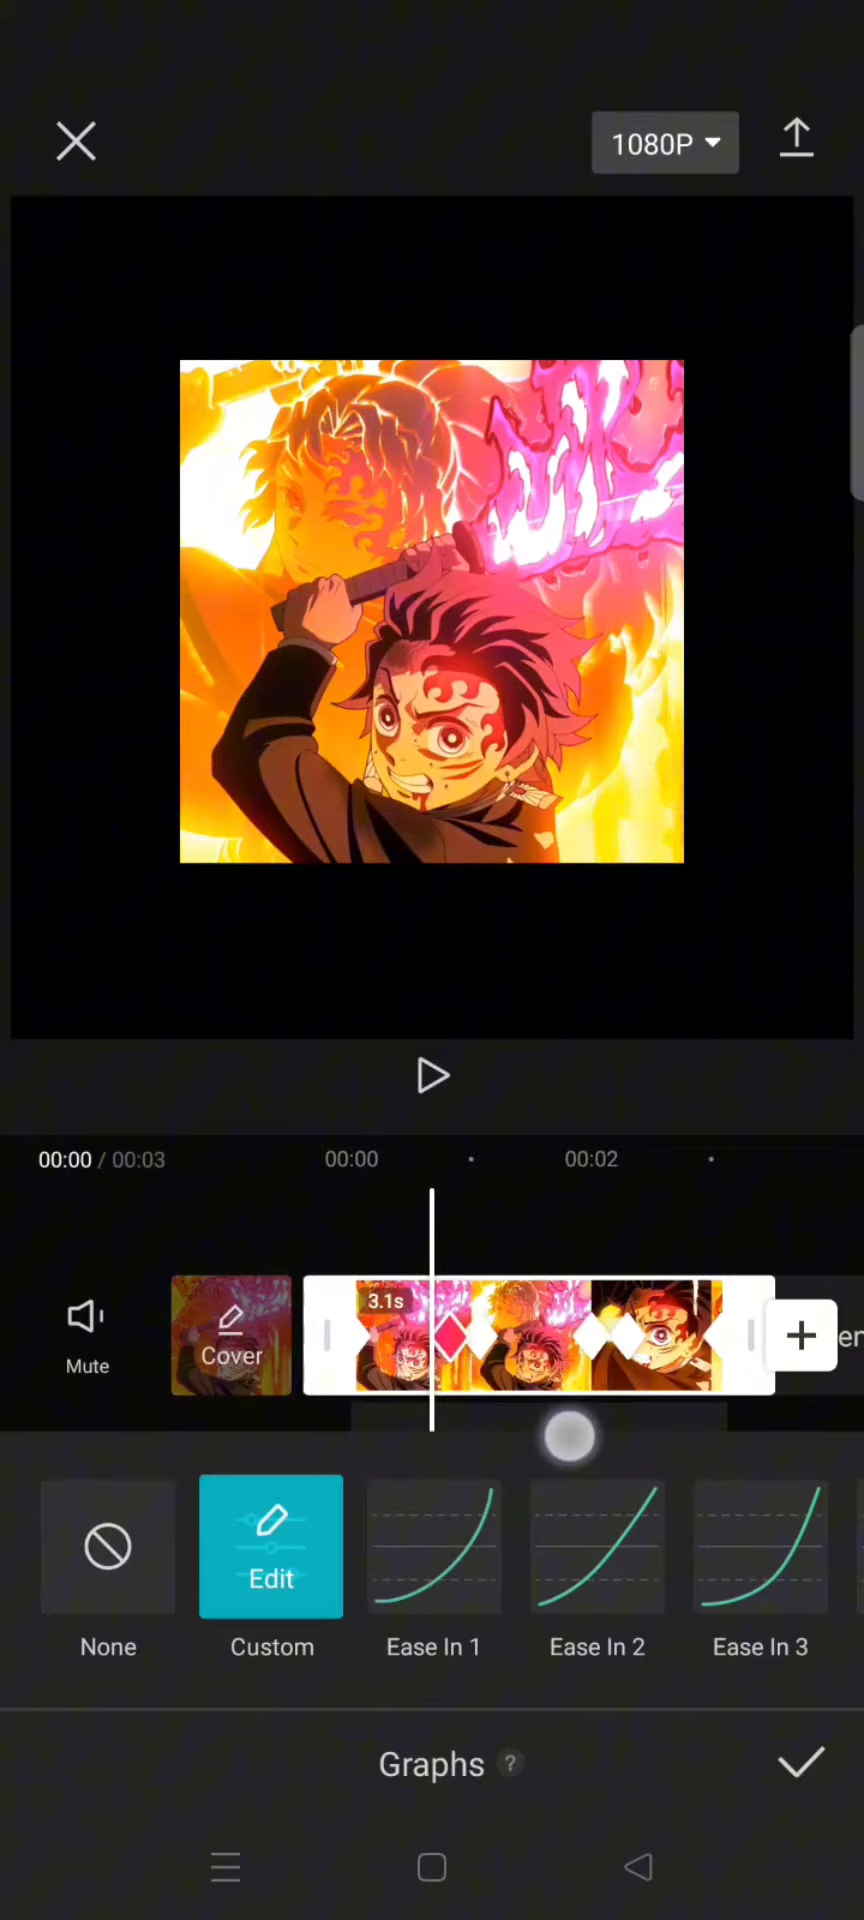 1080P
00:00 / 00:03
00:00
00:02
3.1s
Mute
Cover
Edit
None
Custom
Ease In 1
Ease In 2
Ease In 3
Graphs ?